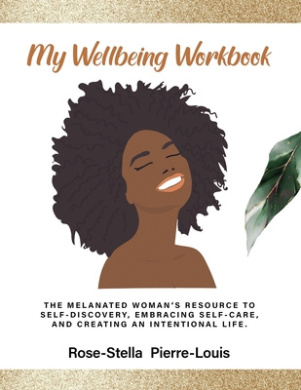 My Wellbeing Workbook
THE MELANATED WOMAN'S RESOURCE TO
SELF-DISCOVERY, EMBRACING SELF-CARE,
AND CREATING AN INTENTIONAL LIFE.
Rose-Stella Pierre-Louis